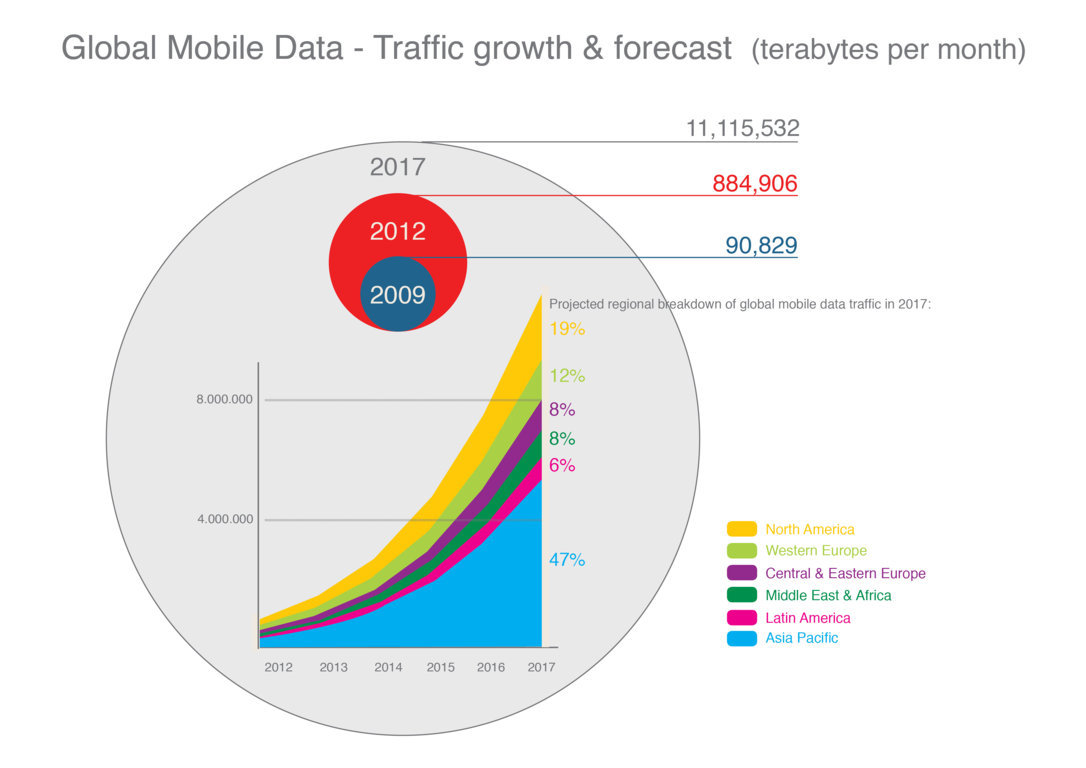 Global Mobile Data - Traffic growth & forecast (terabytes per month)
11,115,532
2017
884,906
2012
90,829
2009
Projected regional breakdown of global mobile data traffic in 2017:
19%
12%
8.000.000
8%
8%
6%
4.000.000
47%
North America
Western Europe
Central & Eastern Europe
Middle East & Africa
Latin America
Asia Pacific
2012 2013 2014 2015 2016 2017